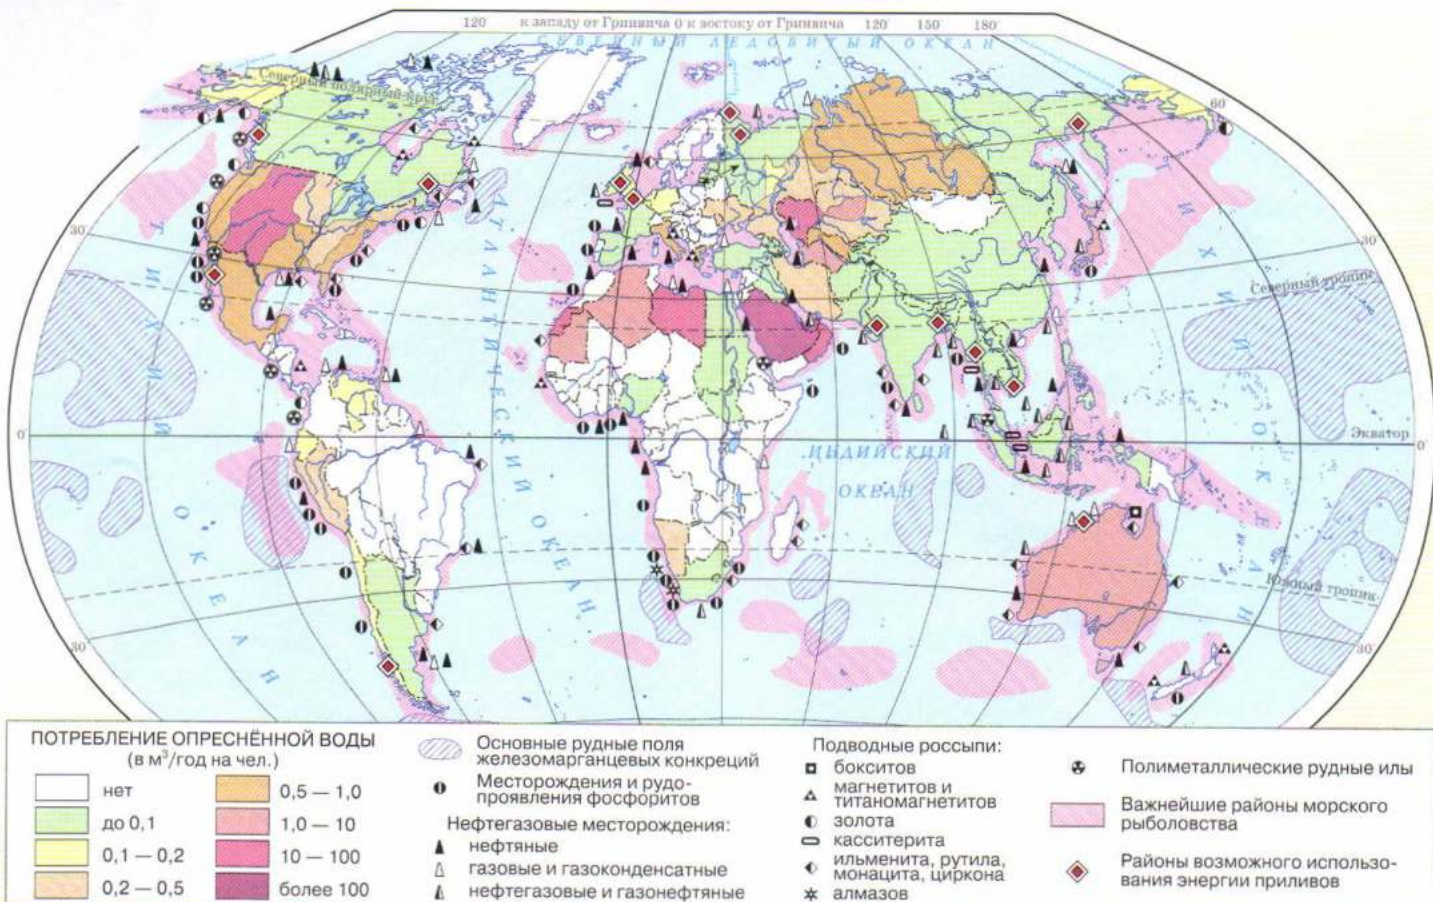 120 к западу от Гринвича 0 к востоку от Гринвича 120 150 180°
СЕВЕРНЫЙ ЛЕДОВИТЫЙ ОКЕАН
Северный полярный круг
60°
30°
30°
Северный тропик
ТИХИЙ
АТЛАНТИЧЕСКИЙ ОКЕАН
ТИХИЙ
0°
Экватор
0°
ИНДИЙСКИЙ
ОКЕАН
ОКЕАН
ОКЕАН
Южный тропик
30°
30°
ПОТРЕБЛЕНИЕ ОПРЕСНЁННОЙ ВОДЫ
(в м³/год на чел.)
нет
до 0,1
0,1 — 0,2
0,2 — 0,5
0,5 — 1,0
1,0 — 10
10 — 100
более 100
Основные рудные поля
железомарганцевых конкреций
Месторождения и рудо-
проявления фосфоритов
Нефтегазовые месторождения:
нефтяные
газовые и газоконденсатные
нефтегазовые и газонефтяные
Подводные россыпи:
бокситов
магнетитов и
титаномагнетитов
золота
касситерита
ильменита, рутила,
монацита, циркона
алмазов
Полиметаллические рудные илы
Важнейшие районы морского
рыболовства
Районы возможного использо-
вания энергии приливов